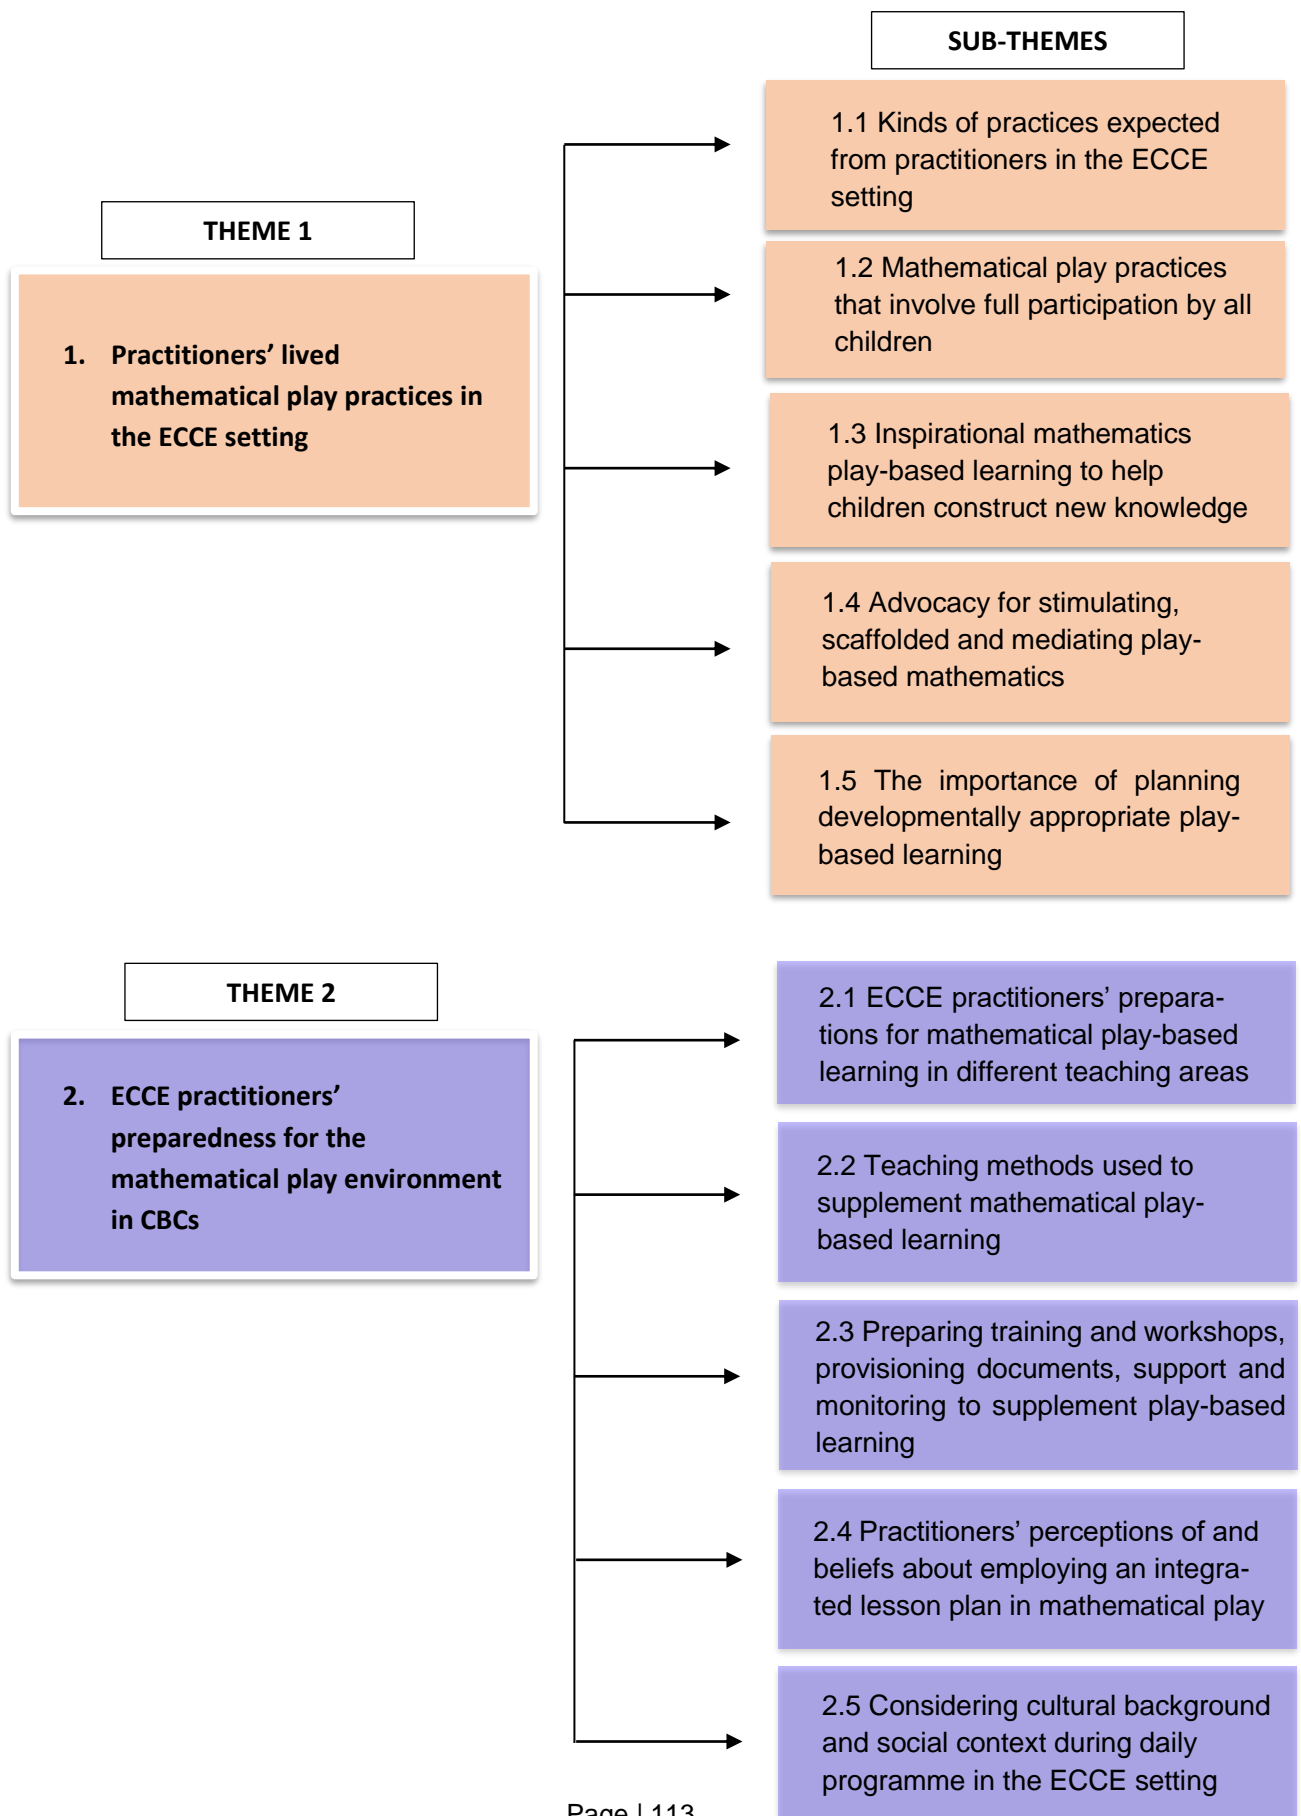 SUB-THEMES
THEME 1
1. Practitioners’ lived
mathematical play practices in
the ECCE setting
1.1 Kinds of practices expected
from practitioners in the ECCE
setting
1.2 Mathematical play practices
that involve full participation by all
children
1.3 Inspirational mathematics
play-based learning to help
children construct new knowledge
1.4 Advocacy for stimulating,
scaffolded and mediating play-
based mathematics
1.5 The importance of planning
developmentally appropriate play-
based learning
THEME 2
2. ECCE practitioners’
preparedness for the
mathematical play environment
in CBCs
2.1 ECCE practitioners’ prepara-
tions for mathematical play-based
learning in different teaching areas
2.2 Teaching methods used to
supplement mathematical play-
based learning
2.3 Preparing training and workshops,
provisioning documents, support and
monitoring to supplement play-based
learning
2.4 Practitioners’ perceptions of and
beliefs about employing an integra-
ted lesson plan in mathematical play
2.5 Considering cultural background
and social context during daily
programme in the ECCE setting
Page | 113